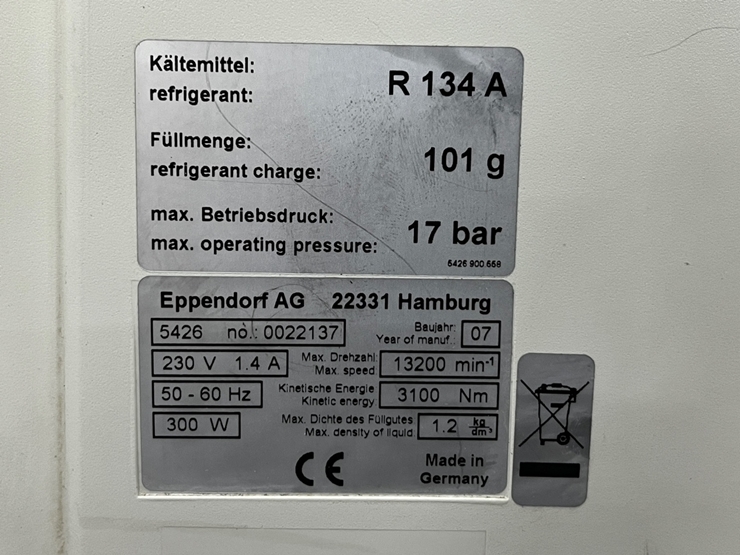 Kältemittel:
refrigerant:
R 134 A
Füllmenge:
refrigerant charge:
101 g
max. Betriebsdruck:
max. operating pressure:
17 bar
5426 900.558
Eppendorf AG 22331 Hamburg
5426 no.: 0022137
Baujahr:
Year of manuf.:
07
230 V 1.4 A
Max. Drehzahl:
Max. speed:
13200 min⁻¹
50 - 60 Hz
Kinetische Energie
Kinetic energy:
3100 Nm
300 W
Max. Dichte des Füllgutes
Max. density of liquid:
1.2 kg/dm³
CE
Made in
Germany